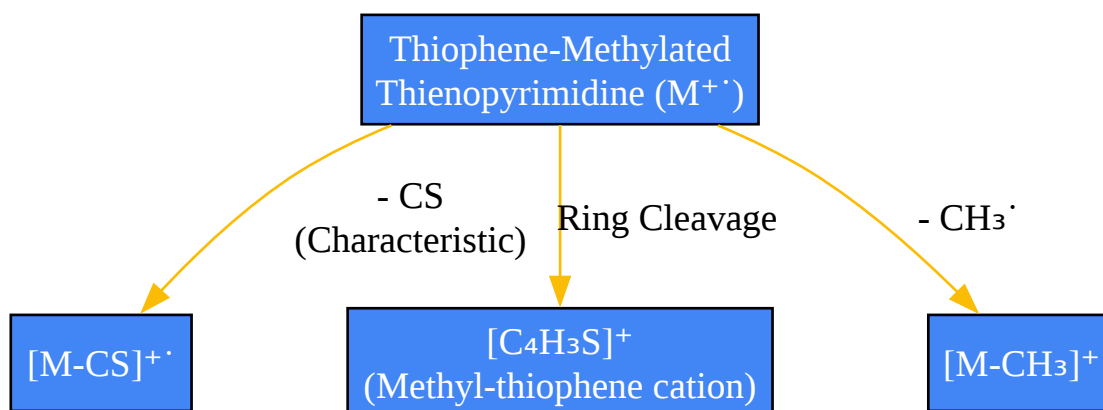 Thiophene-Methylated
Thienopyrimidine (M⁺˙)
- CS
(Characteristic)
Ring Cleavage
- CH₃˙
[M-CS]⁺˙
[C₄H₃S]⁺
(Methyl-thiophene cation)
[M-CH₃]⁺